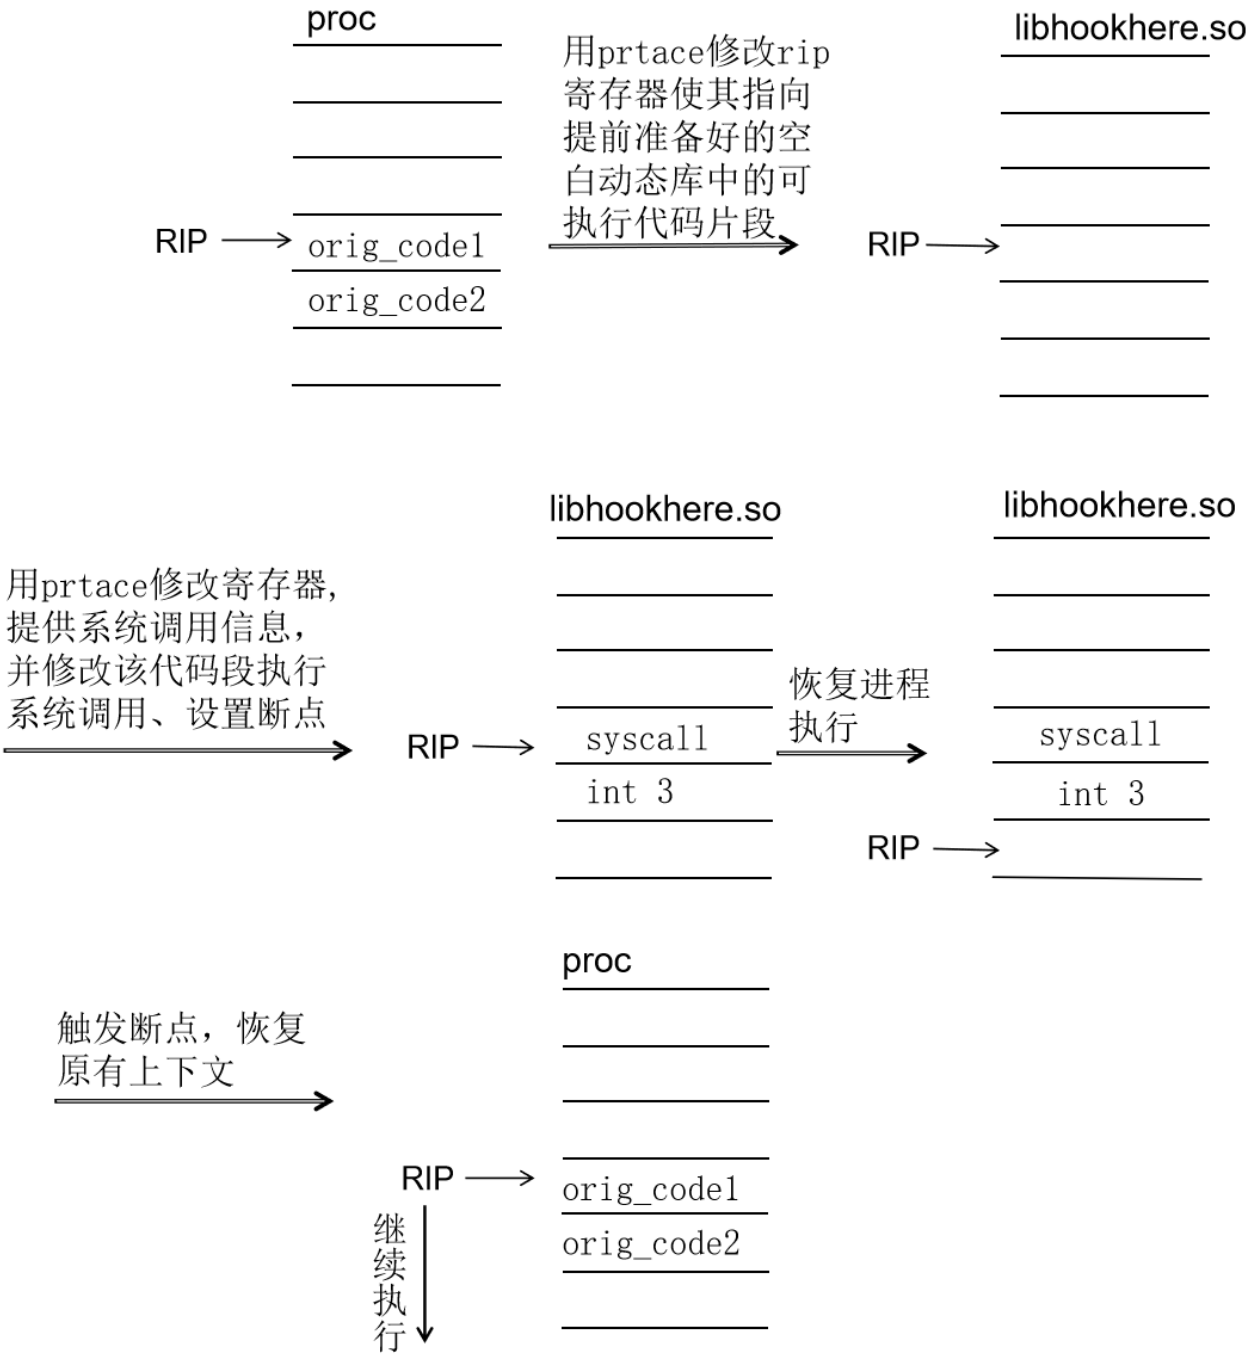 proc
用prtace修改rip
寄存器使其指向
提前准备好的空
白动态库中的可
执行代码片段
libhookhere.so
RIP
orig_code1
orig_code2
RIP
用prtace修改寄存器,
提供系统调用信息，
并修改该代码段执行
系统调用、设置断点
libhookhere.so
RIP
syscall
int 3
恢复进程
执行
libhookhere.so
syscall
int 3
RIP
触发断点，恢复
原有上下文
proc
RIP
orig_code1
orig_code2
继续执行